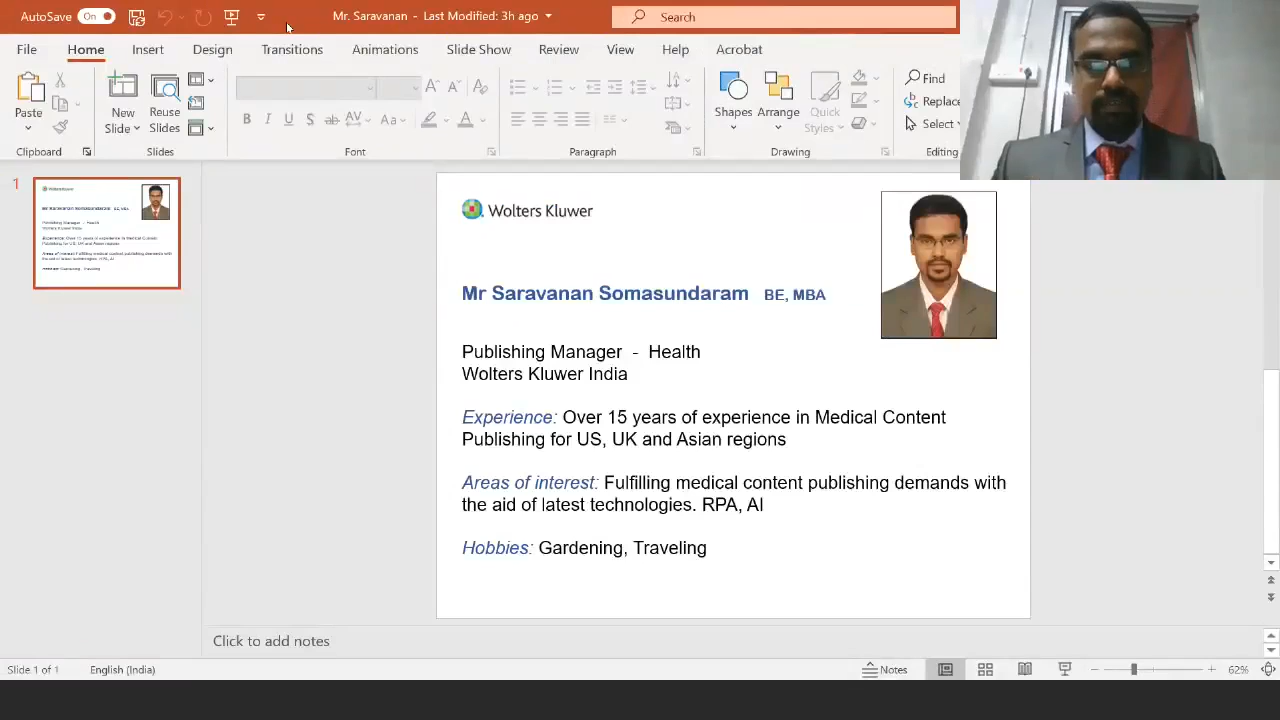 AutoSave On Mr. Saravanan - Last Modified: 3h ago Search
File Home Insert Design Transitions Animations Slide Show Review View Help Acrobat
Paste
New Slide
Reuse Slides
Shapes
Arrange
Quick Styles
Find
Replace
Select
Clipboard Slides Font Paragraph Drawing Editing
1
Wolters Kluwer
Mr Saravanan Somasundaram BE, MBA
Publishing Manager - Health
Wolters Kluwer India
Experience: Over 15 years of experience in Medical Content
Publishing for US, UK and Asian regions
Areas of interest: Fulfilling medical content publishing demands with
the aid of latest technologies. RPA, AI
Hobbies: Gardening, Traveling
Click to add notes
Slide 1 of 1 English (India) Notes 62%